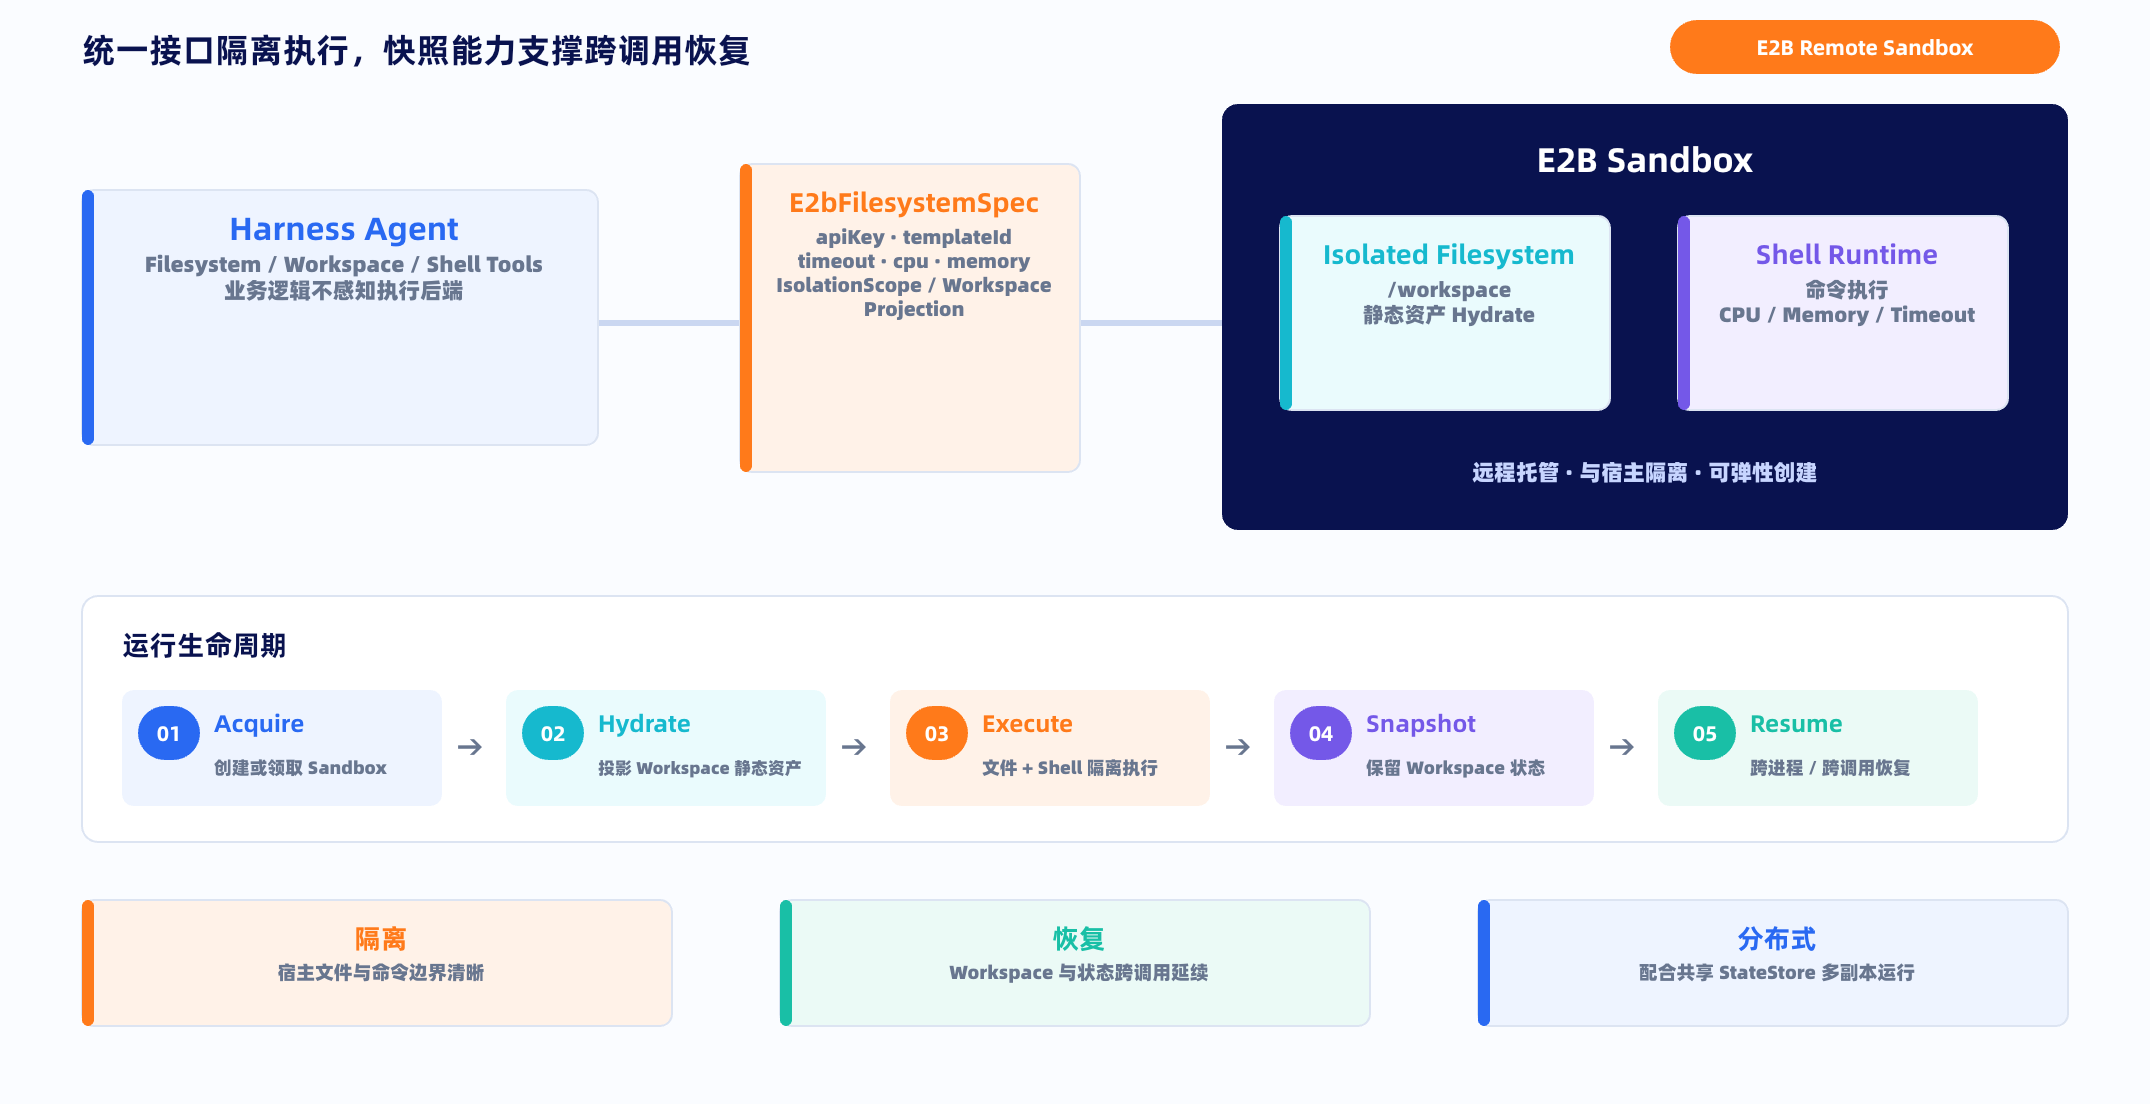 统一接口隔离执行，快照能力支撑跨调用恢复
E2B Remote Sandbox
Harness Agent
Filesystem / Workspace / Shell Tools
业务逻辑不感知执行后端
E2bFilesystemSpec
apiKey · templateId
timeout · cpu · memory
IsolationScope / Workspace
Projection
E2B Sandbox
Isolated Filesystem
/workspace
静态资产 Hydrate
Shell Runtime
命令执行
CPU / Memory / Timeout
远程托管 · 与宿主隔离 · 可弹性创建
运行生命周期
01 Acquire
创建或领取 Sandbox
→
02 Hydrate
投影 Workspace 静态资产
→
03 Execute
文件 + Shell 隔离执行
→
04 Snapshot
保留 Workspace 状态
→
05 Resume
跨进程 / 跨调用恢复
隔离
宿主文件与命令边界清晰
恢复
Workspace 与状态跨调用延续
分布式
配合共享 StateStore 多副本运行